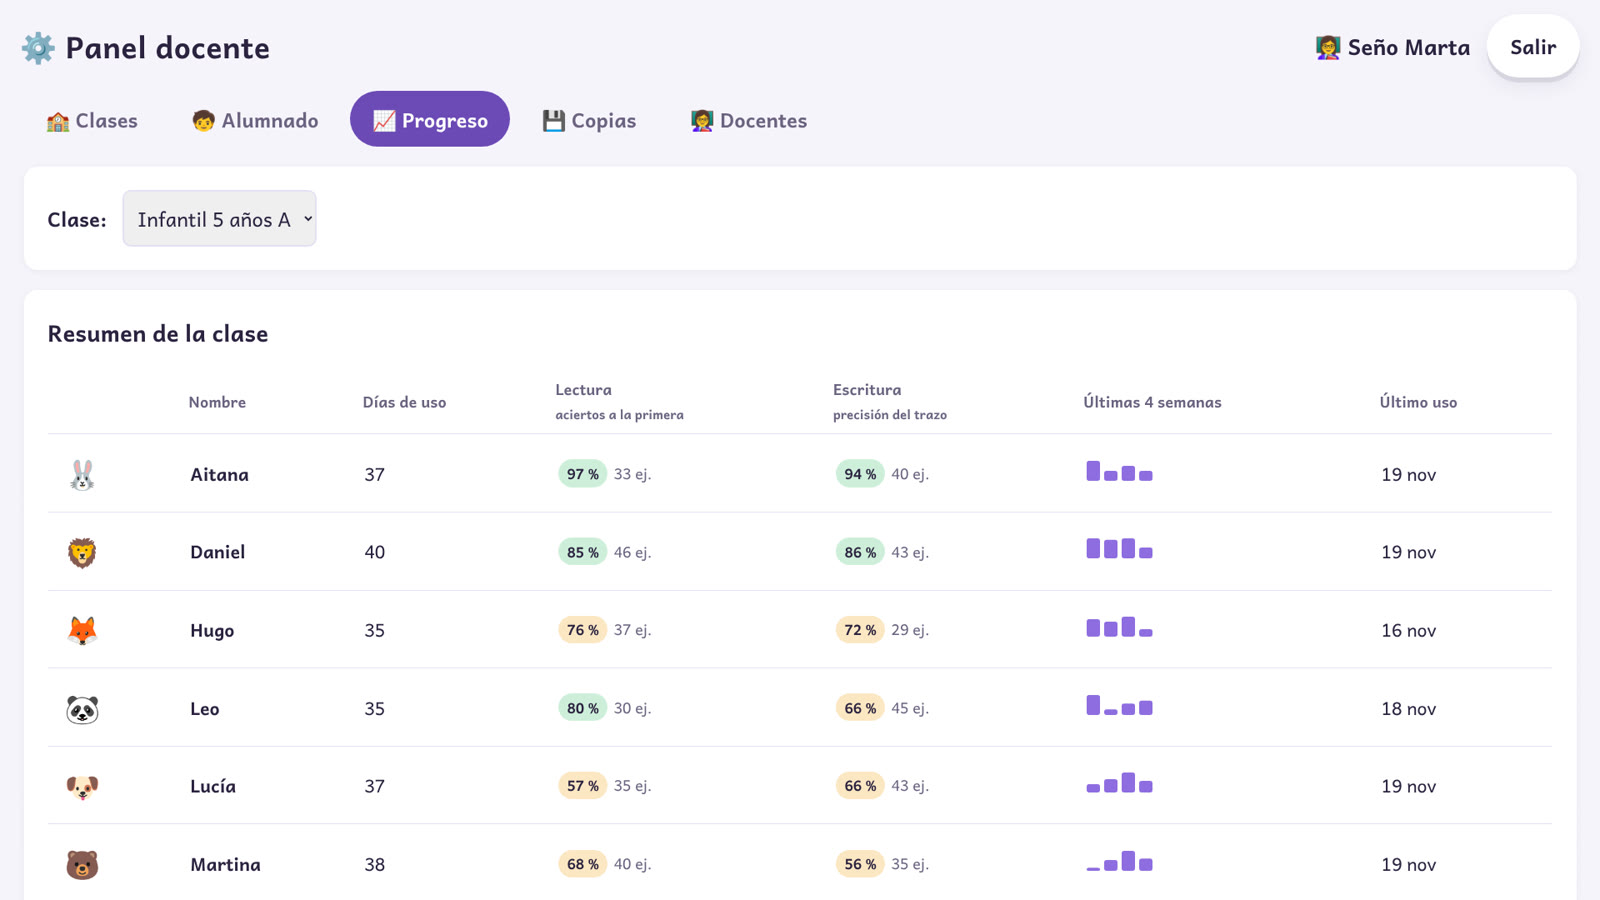 Panel docente
Seño Marta
Salir
Clases
Alumnado
Progreso
Copias
Docentes
Clase:
Infantil 5 años A
Resumen de la clase
Nombre
Días de uso
Lectura
aciertos a la primera
Escritura
precisión del trazo
Últimas 4 semanas
Último uso
Aitana 37 97 % 33 ej. 94 % 40 ej. 19 nov
Daniel 40 85 % 46 ej. 86 % 43 ej. 19 nov
Hugo 35 76 % 37 ej. 72 % 29 ej. 16 nov
Leo 35 80 % 30 ej. 66 % 45 ej. 18 nov
Lucía 37 57 % 35 ej. 66 % 43 ej. 19 nov
Martina 38 68 % 40 ej. 56 % 35 ej. 19 nov